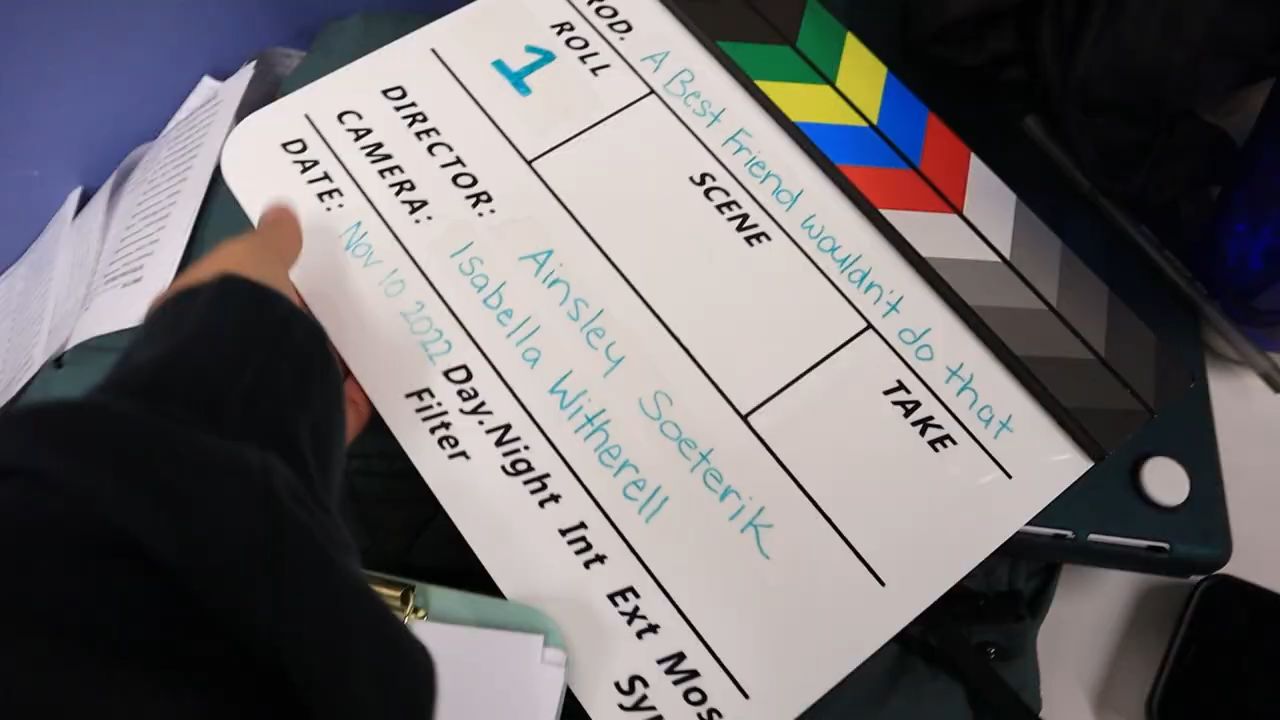 ROD. A Best Friend wouldn't do that
ROLL SCENE TAKE
1
DIRECTOR: Ainsley Soeterik
CAMERA: Isabella Witherell
DATE: Nov 10 2022 Day.Night Int Ext Mos
Filter Sy